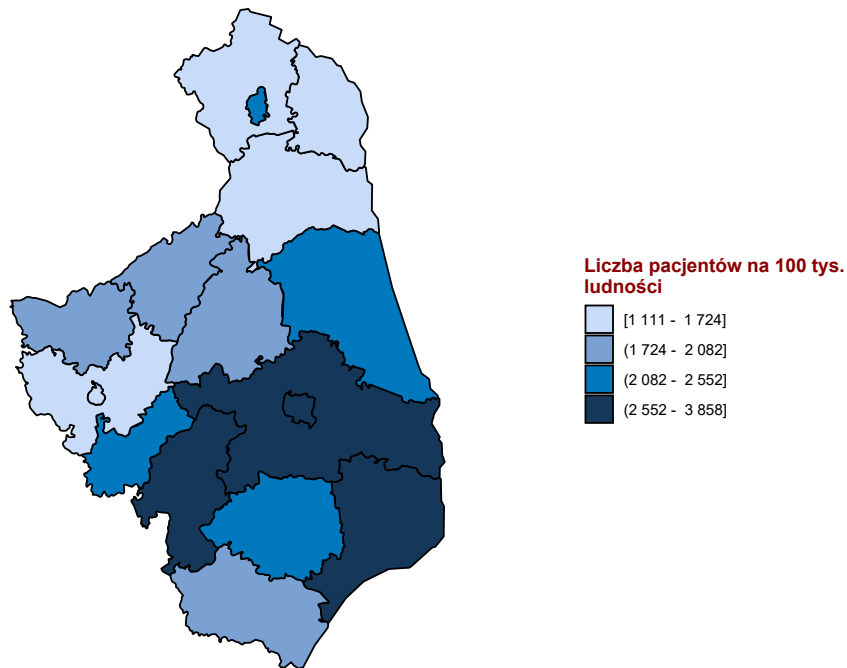 Liczba pacjentów na 100 tys.
ludności
[1 111 - 1 724]
(1 724 - 2 082]
(2 082 - 2 552]
(2 552 - 3 858]